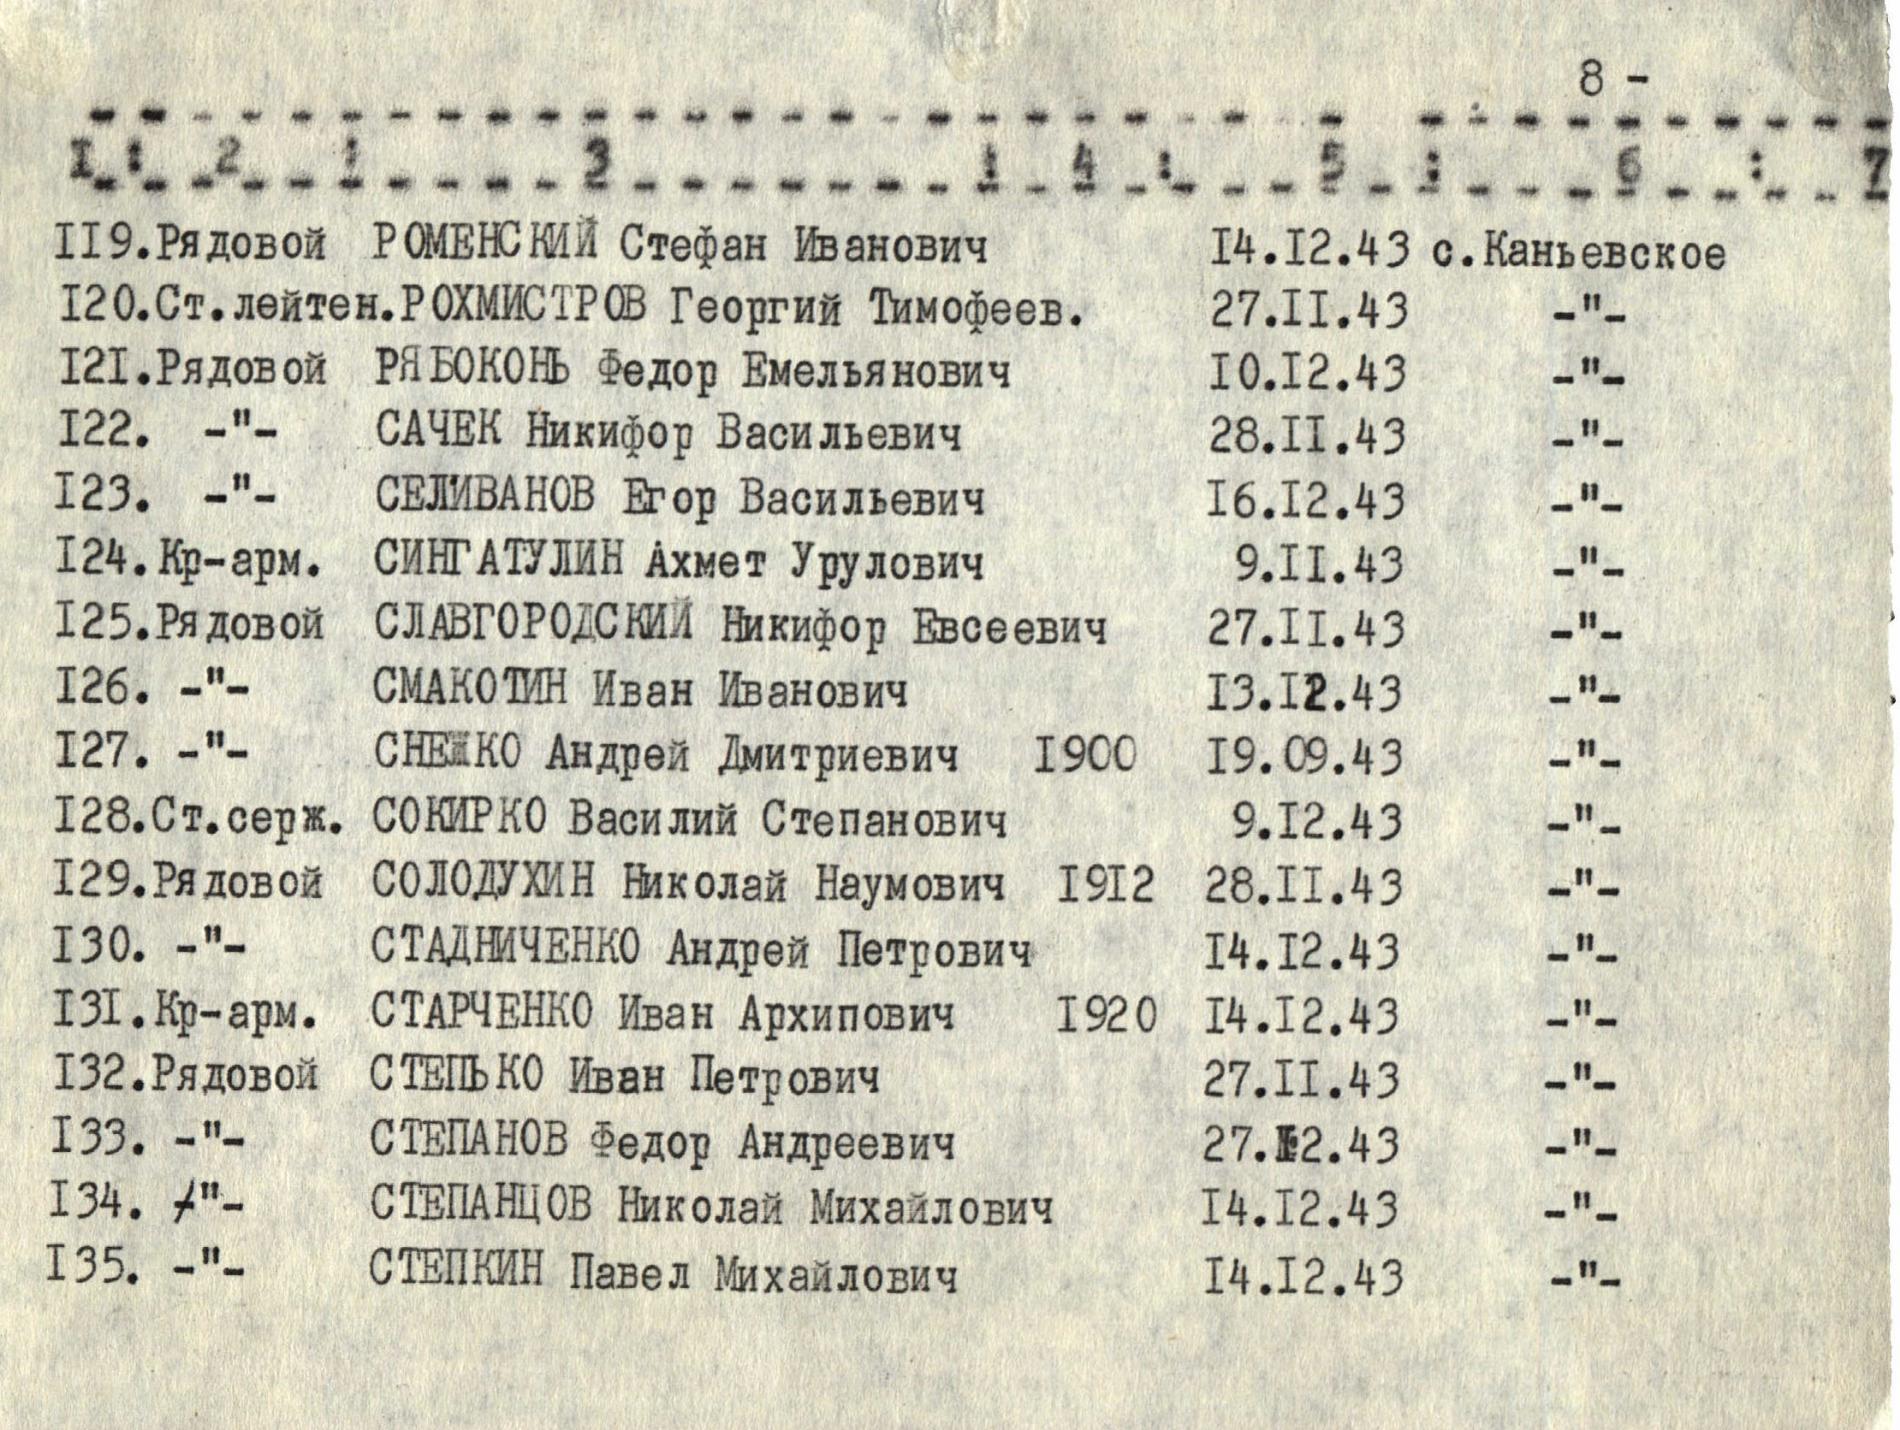 8 -
I : 2 : 3 : 4 : 5 : 6 : 7
II9.Рядовой РОМЕНСКИЙ Стефан Иванович I4.I2.43 с.Каньевское
I20.Ст.лейтен.РОХМИСТРОВ Георгий Тимофеев. 27.II.43 -"-
I2I.Рядовой РЯБОКОНЬ Федор Емельянович I0.I2.43 -"-
I22. -"- САЧЕК Никифор Васильевич 28.II.43 -"-
I23. -"- СЕЛИВАНОВ Егор Васильевич I6.I2.43 -"-
I24.Кр-арм. СИНГАТУЛИН Ахмет Урулович 9.II.43 -"-
I25.Рядовой СЛАВГОРОДСКИЙ Никифор Евсеевич 27.II.43 -"-
I26. -"- СМАКОТИН Иван Иванович I3.I2.43 -"-
I27. -"- СНЕЖКО Андрей Дмитриевич I900 I9.09.43 -"-
I28.Ст.серж. СОКИРКО Василий Степанович 9.I2.43 -"-
I29.Рядовой СОЛОДУХИН Николай Наумович I9I2 28.II.43 -"-
I30. -"- СТАДНИЧЕНКО Андрей Петрович I4.I2.43 -"-
I3I.Кр-арм. СТАРЧЕНКО Иван Архипович I920 I4.I2.43 -"-
I32.Рядовой СТЕПЬКО Иван Петрович 27.II.43 -"-
I33. -"- СТЕПАНОВ Федор Андреевич 27.I2.43 -"-
I34. -"- СТЕПАНЦОВ Николай Михайлович I4.I2.43 -"-
I35. -"- СТЕПКИН Павел Михайлович I4.I2.43 -"-